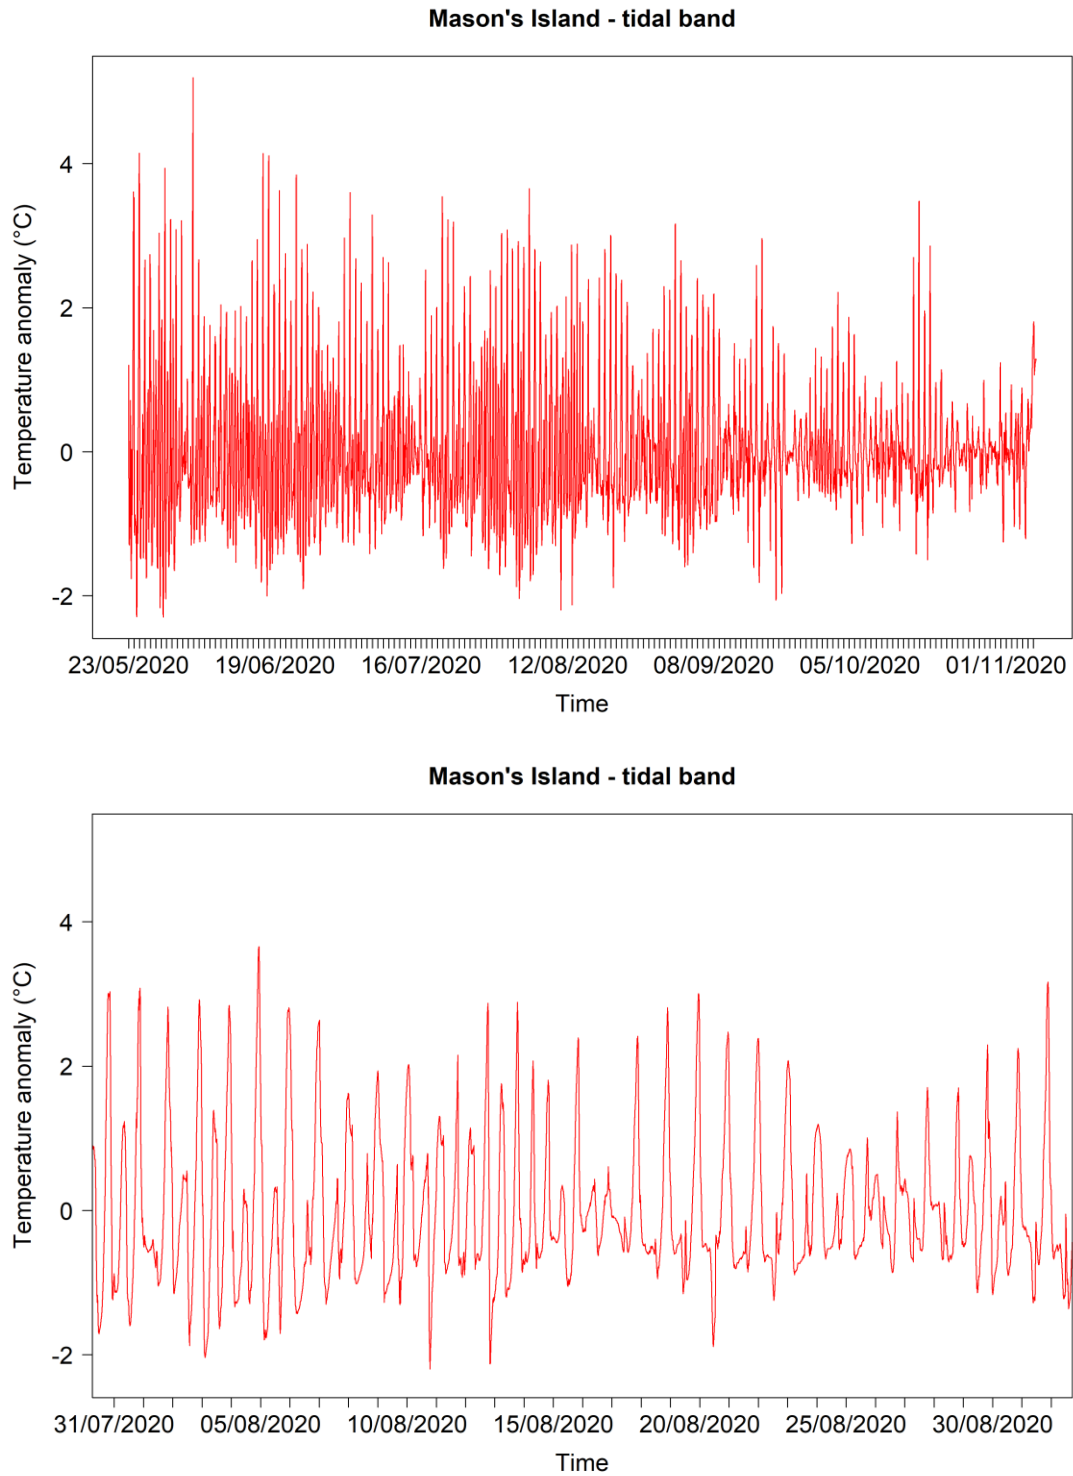 Mason's Island - tidal band
Temperature anomaly (°C)
4
2
0
-2
23/05/2020 19/06/2020 16/07/2020 12/08/2020 08/09/2020 05/10/2020 01/11/2020
Time
Mason's Island - tidal band
Temperature anomaly (°C)
4
2
0
-2
31/07/2020 05/08/2020 10/08/2020 15/08/2020 20/08/2020 25/08/2020 30/08/2020
Time